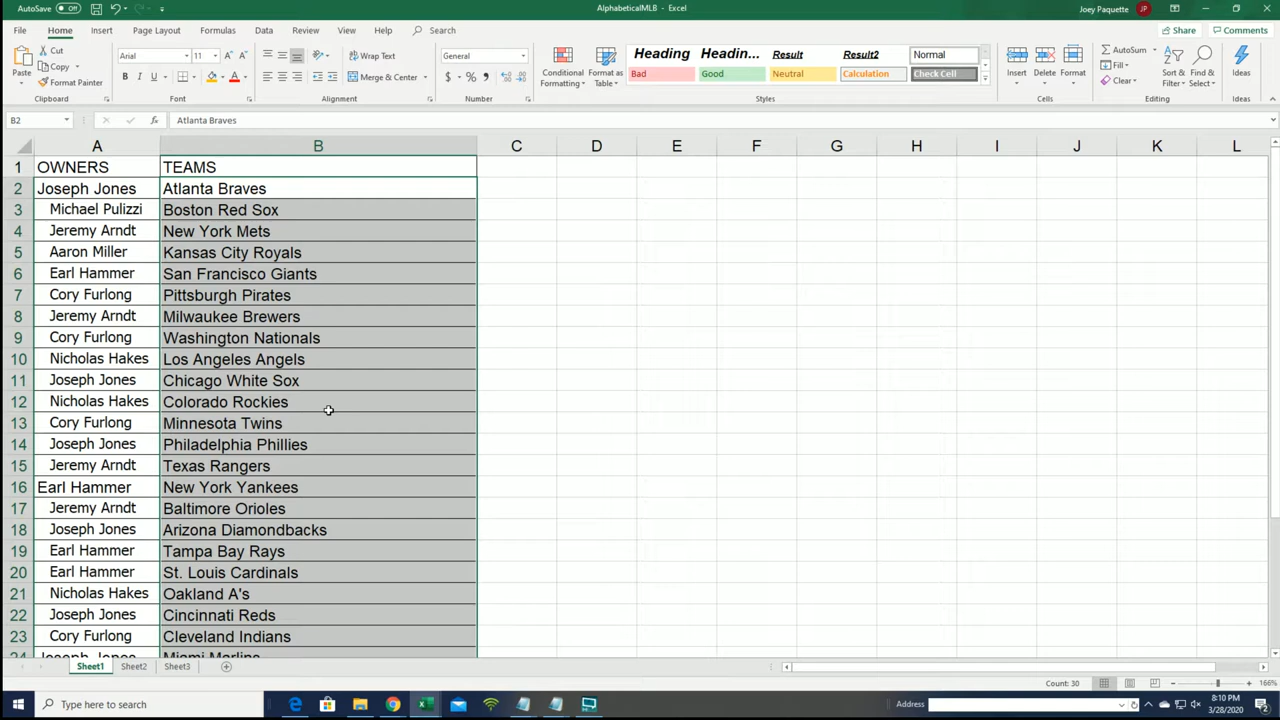 AutoSave Off AlphabeticalMLB - Excel Joey Paquette JP
File Home Insert Page Layout Formulas Data Review View Help Search Share Comments
Paste Cut Copy Format Painter Clipboard
Arial 11 A A B I U A Font
Wrap Text Merge & Center Alignment
General $ % , Number
Conditional Formatting Format as Table
Heading Headin... Result Result2 Normal
Bad Good Neutral Calculation Check Cell
Styles
Insert Delete Format Cells
AutoSum Fill Clear Sort & Filter Find & Select Editing
Ideas Ideas
B2 fx Atlanta Braves
A B C D E F G H I J K L
1 OWNERS TEAMS
2 Joseph Jones Atlanta Braves
3 Michael Pulizzi Boston Red Sox
4 Jeremy Arndt New York Mets
5 Aaron Miller Kansas City Royals
6 Earl Hammer San Francisco Giants
7 Cory Furlong Pittsburgh Pirates
8 Jeremy Arndt Milwaukee Brewers
9 Cory Furlong Washington Nationals
10 Nicholas Hakes Los Angeles Angels
11 Joseph Jones Chicago White Sox
12 Nicholas Hakes Colorado Rockies
13 Cory Furlong Minnesota Twins
14 Joseph Jones Philadelphia Phillies
15 Jeremy Arndt Texas Rangers
16 Earl Hammer New York Yankees
17 Jeremy Arndt Baltimore Orioles
18 Joseph Jones Arizona Diamondbacks
19 Earl Hammer Tampa Bay Rays
20 Earl Hammer St. Louis Cardinals
21 Nicholas Hakes Oakland A's
22 Joseph Jones Cincinnati Reds
23 Cory Furlong Cleveland Indians
24 Joseph Jones Miami Marlins
Sheet1 Sheet2 Sheet3
Count: 30 166%
Type here to search Address 8:10 PM
3/28/2020 2